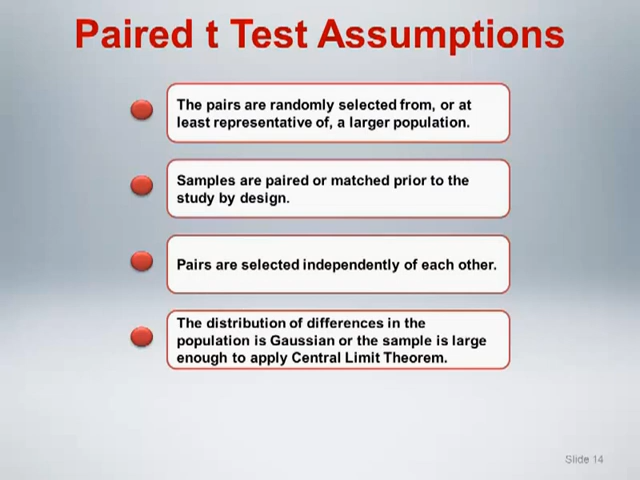 Paired t Test Assumptions
The pairs are randomly selected from, or at
least representative of, a larger population.
Samples are paired or matched prior to the
study by design.
Pairs are selected independently of each other.
The distribution of differences in the
population is Gaussian or the sample is large
enough to apply Central Limit Theorem.
Slide 14